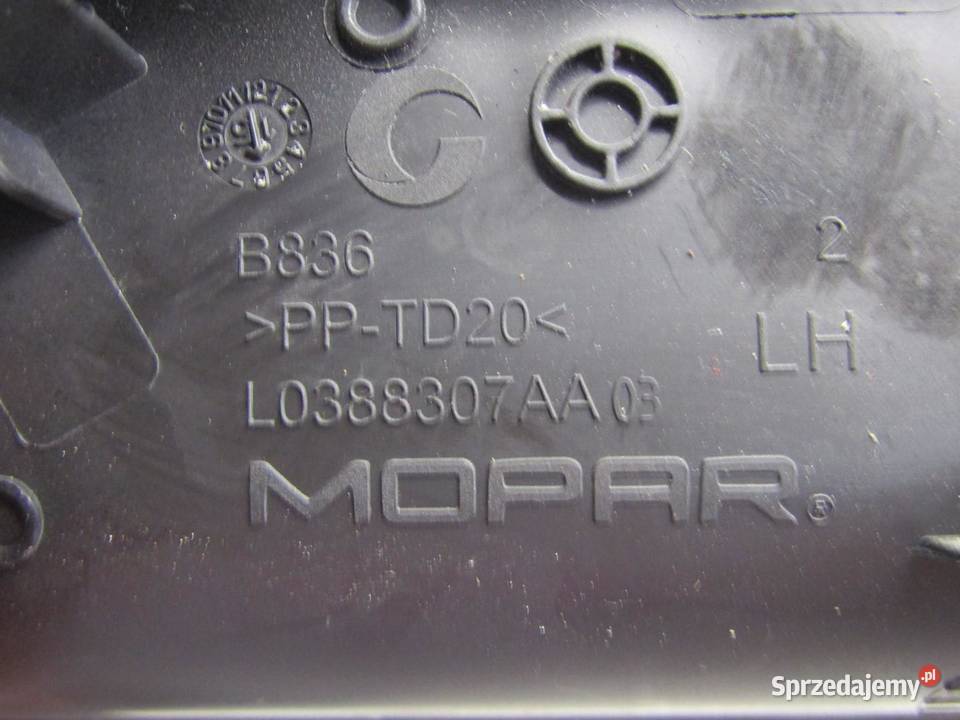 B836
2
>PP-TD20<
LH
L0388307AA 03
MOPAR®
Sprzedajemy.pl